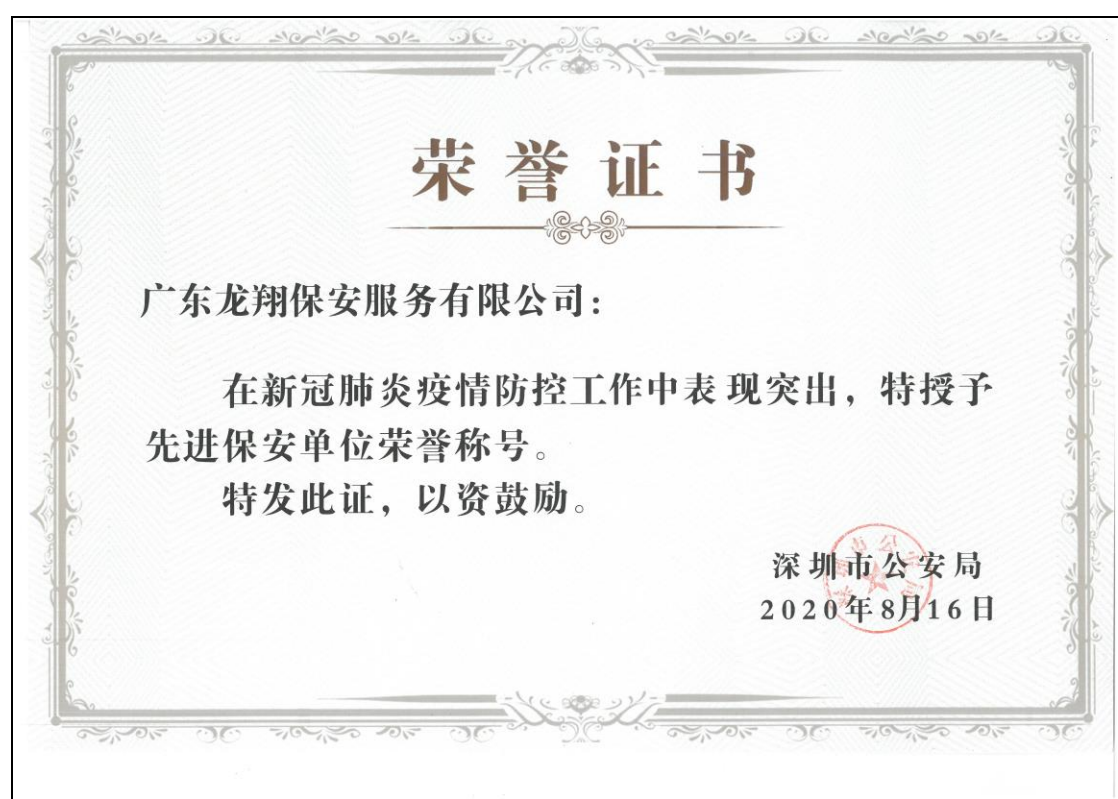 荣誉证书
广东龙翔保安服务有限公司：
在新冠肺炎疫情防控工作中表现突出，特授予
先进保安单位荣誉称号。
特发此证，以资鼓励。
深圳市公安局
2020年8月16日